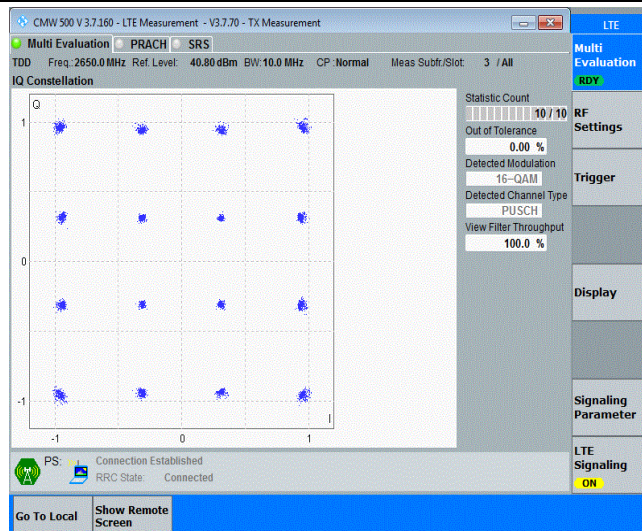 CMW 500 V 3.7.160 - LTE Measurement - V3.7.70 - TX Measurement
LTE
Multi Evaluation PRACH SRS
TDD Freq.:2650.0 MHz Ref. Level: 40.80 dBm BW:10.0 MHz CP :Normal Meas Subfr./Slot: 3 / All
IQ Constellation
Q
1
0
-1
-1 0 1
I
Statistic Count
10 / 10
Out of Tolerance
0.00 %
Detected Modulation
16-QAM
Detected Channel Type
PUSCH
View Filter Throughput
100.0 %
Multi
Evaluation
RDY
RF
Settings
Trigger
Display
Signaling
Parameter
LTE
Signaling
ON
PS: Connection Established
RRC State: Connected
Go To Local
Show Remote
Screen